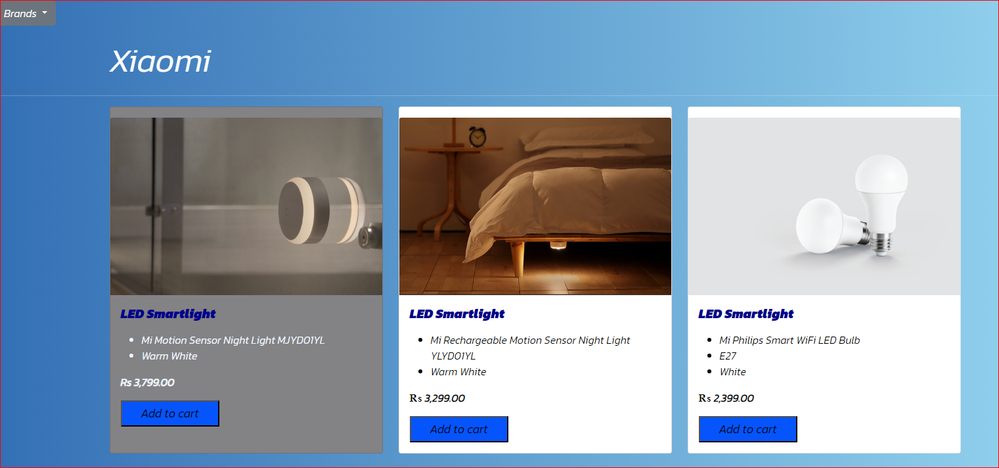 Brands
Xiaomi
LED Smartlight
Mi Motion Sensor Night Light MJYD01YL
Warm White
Rs 3,799.00
Add to cart
LED Smartlight
Mi Rechargeable Motion Sensor Night Light
YLYD01YL
Warm White
Rs 3,299.00
Add to cart
LED Smartlight
Mi Philips Smart WiFi LED Bulb
E27
White
Rs 2,399.00
Add to cart